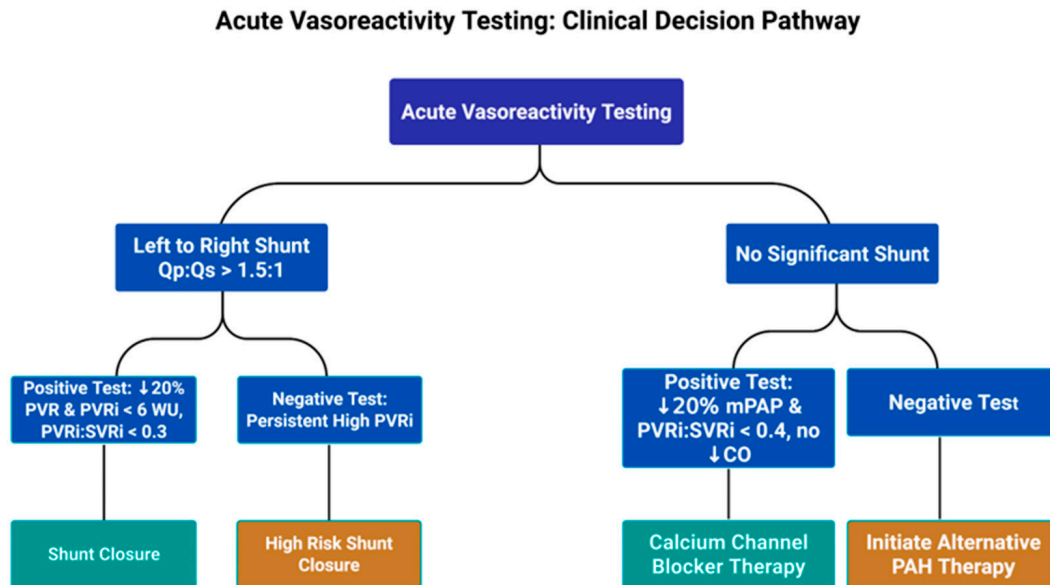 Acute Vasoreactivity Testing: Clinical Decision Pathway
Acute Vasoreactivity Testing
Left to Right Shunt
Qp:Qs > 1.5:1
No Significant Shunt
Positive Test: ↓20%
PVR & PVRi < 6 WU,
PVRi:SVRi < 0.3
Negative Test:
Persistent High PVRi
Positive Test:
↓20% mPAP &
PVRi:SVRi < 0.4, no
↓CO
Negative Test
Shunt Closure
High Risk Shunt
Closure
Calcium Channel
Blocker Therapy
Initiate Alternative
PAH Therapy